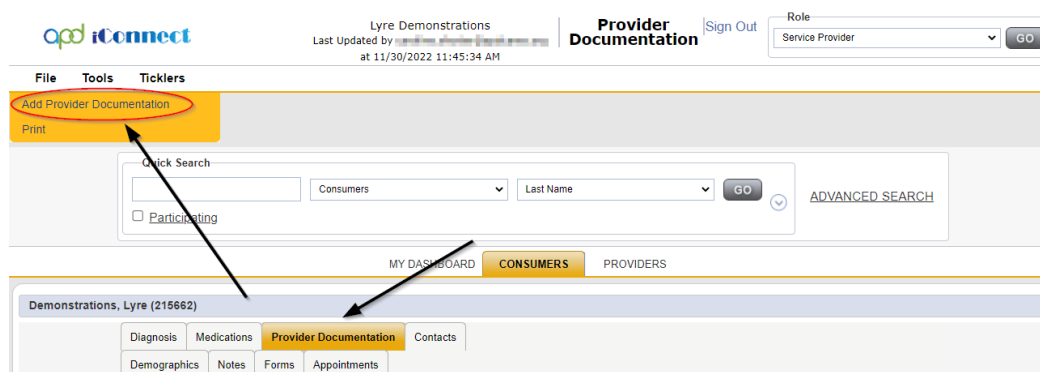 apd iConnect
Lyre Demonstrations
Last Updated by
at 11/30/2022 11:45:34 AM
Provider
Documentation
Sign Out
Role
Service Provider
GO
File Tools Ticklers
Add Provider Documentation
Print
Quick Search
Consumers
Last Name
GO
ADVANCED SEARCH
Participating
MY DASHBOARD CONSUMERS PROVIDERS
Demonstrations, Lyre (215662)
Diagnosis Medications Provider Documentation Contacts
Demographics Notes Forms Appointments